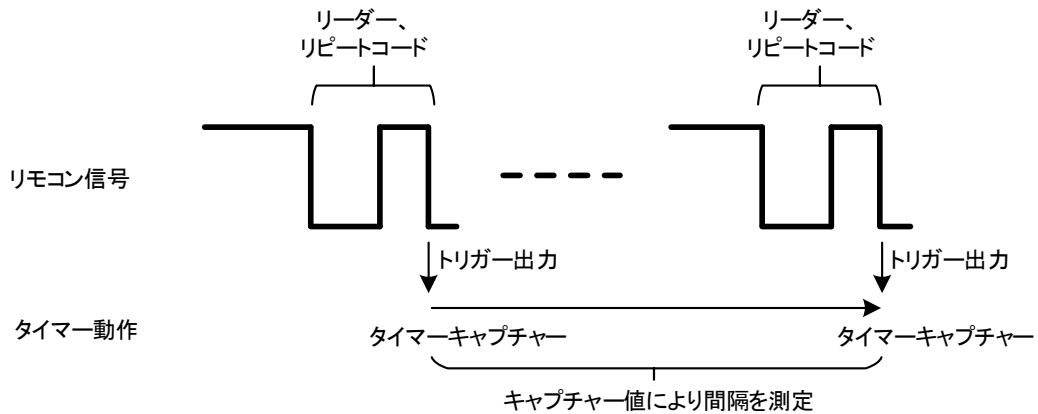 リーダー、
リピートコード
リーダー、
リピートコード
リモコン信号
トリガー出力
トリガー出力
タイマー動作
タイマーキャプチャー
タイマーキャプチャー
キャプチャー値により間隔を測定